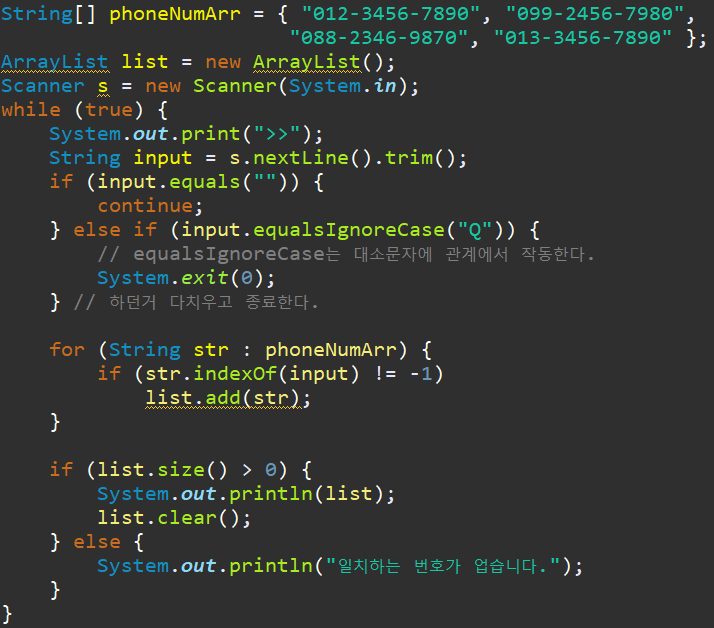 String[] phoneNumArr = { "012-3456-7890", "099-2456-7980",
                        "088-2346-9870", "013-3456-7890" };
ArrayList list = new ArrayList();
Scanner s = new Scanner(System.in);
while (true) {
    System.out.print(">>");
    String input = s.nextLine().trim();
    if (input.equals("")) {
        continue;
    } else if (input.equalsIgnoreCase("Q")) {
        // equalsIgnoreCase는 대소문자에 관계에서 작동한다.
        System.exit(0);
    } // 하던거 다치우고 종료한다.

    for (String str : phoneNumArr) {
        if (str.indexOf(input) != -1)
            list.add(str);
    }

    if (list.size() > 0) {
        System.out.println(list);
        list.clear();
    } else {
        System.out.println("일치하는 번호가 업습니다.");
    }
}